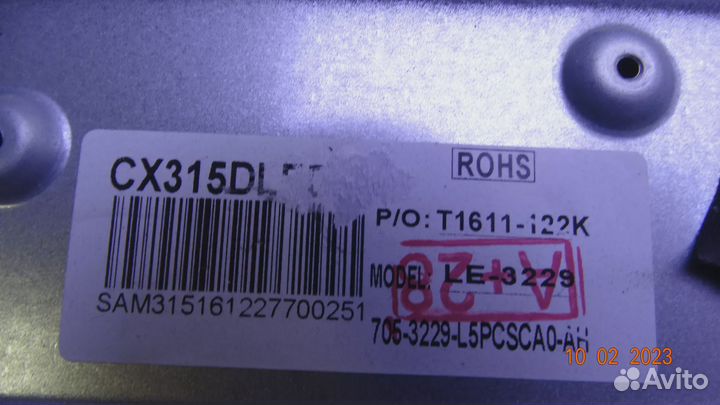 CX315DL
ROHS
P/O: T1611-122K
MODEL: LE-3229
A+28
SAM315161227700251
705-3229-L5PCSCA0-AH
10 02 2023
Avito